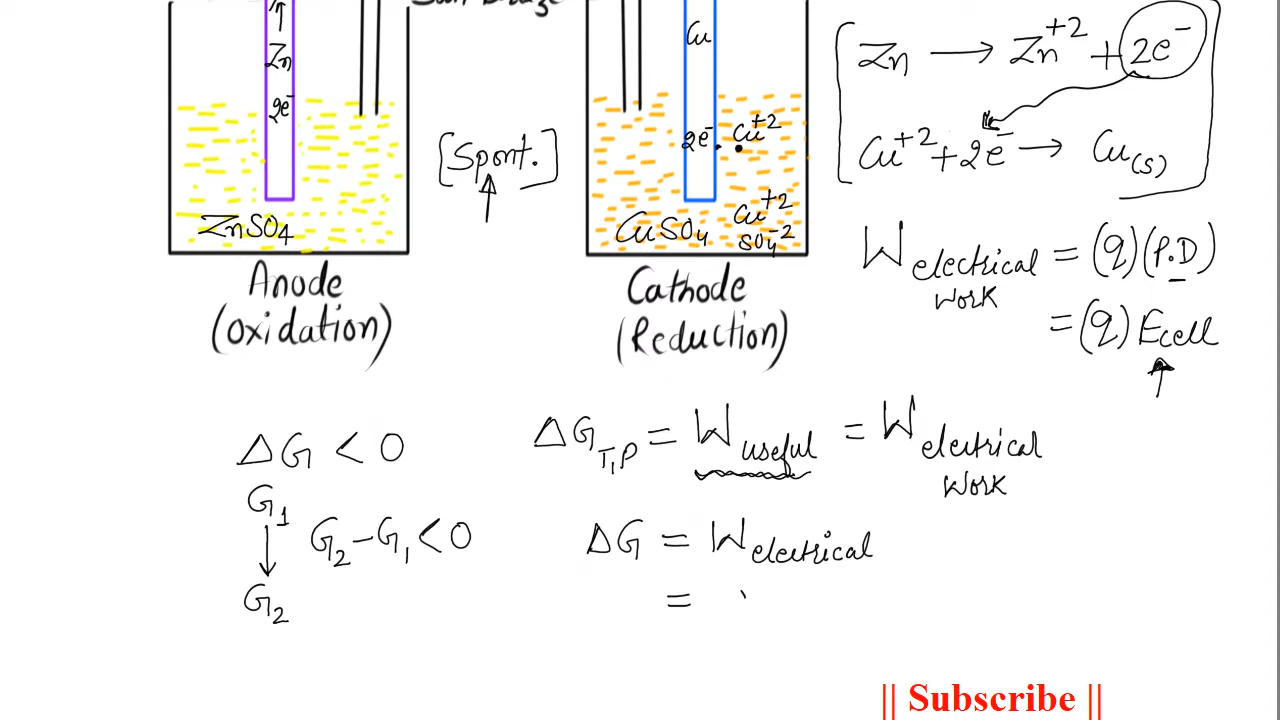 Zn
2e⁻
ZnSO₄
Anode
(Oxidation)
[Spont.]
Cu
2e⁻
Cu⁺²
CuSO₄
Cu⁺²
SO₄⁻²
Cathode
(Reduction)
Zn → Zn⁺² + 2e⁻
Cu⁺² + 2e⁻ → Cu(s)
W electrical work = (q)(P.D)
= (q) Ecell
ΔG < 0
G₁
↓ G₂ – G₁ < 0
G₂
ΔG T,P = W useful = W electrical work
ΔG = W electrical
=
|| Subscribe ||